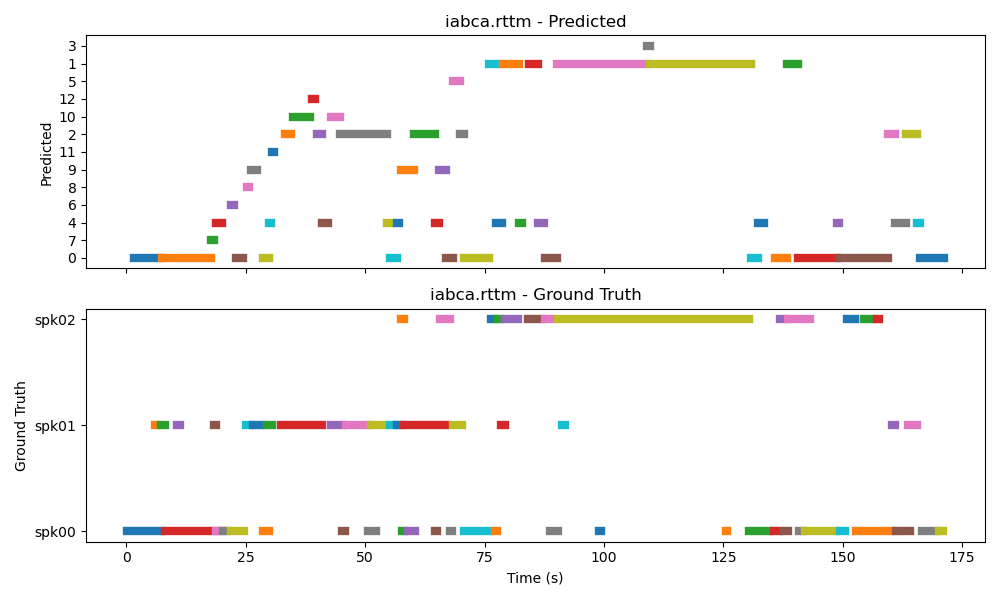 iabca.rttm - Predicted
3
1
5
12
10
2
11
9
8
6
4
7
0
Predicted
iabca.rttm - Ground Truth
spk02
spk01
spk00
Ground Truth
0 25 50 75 100 125 150 175
Time (s)